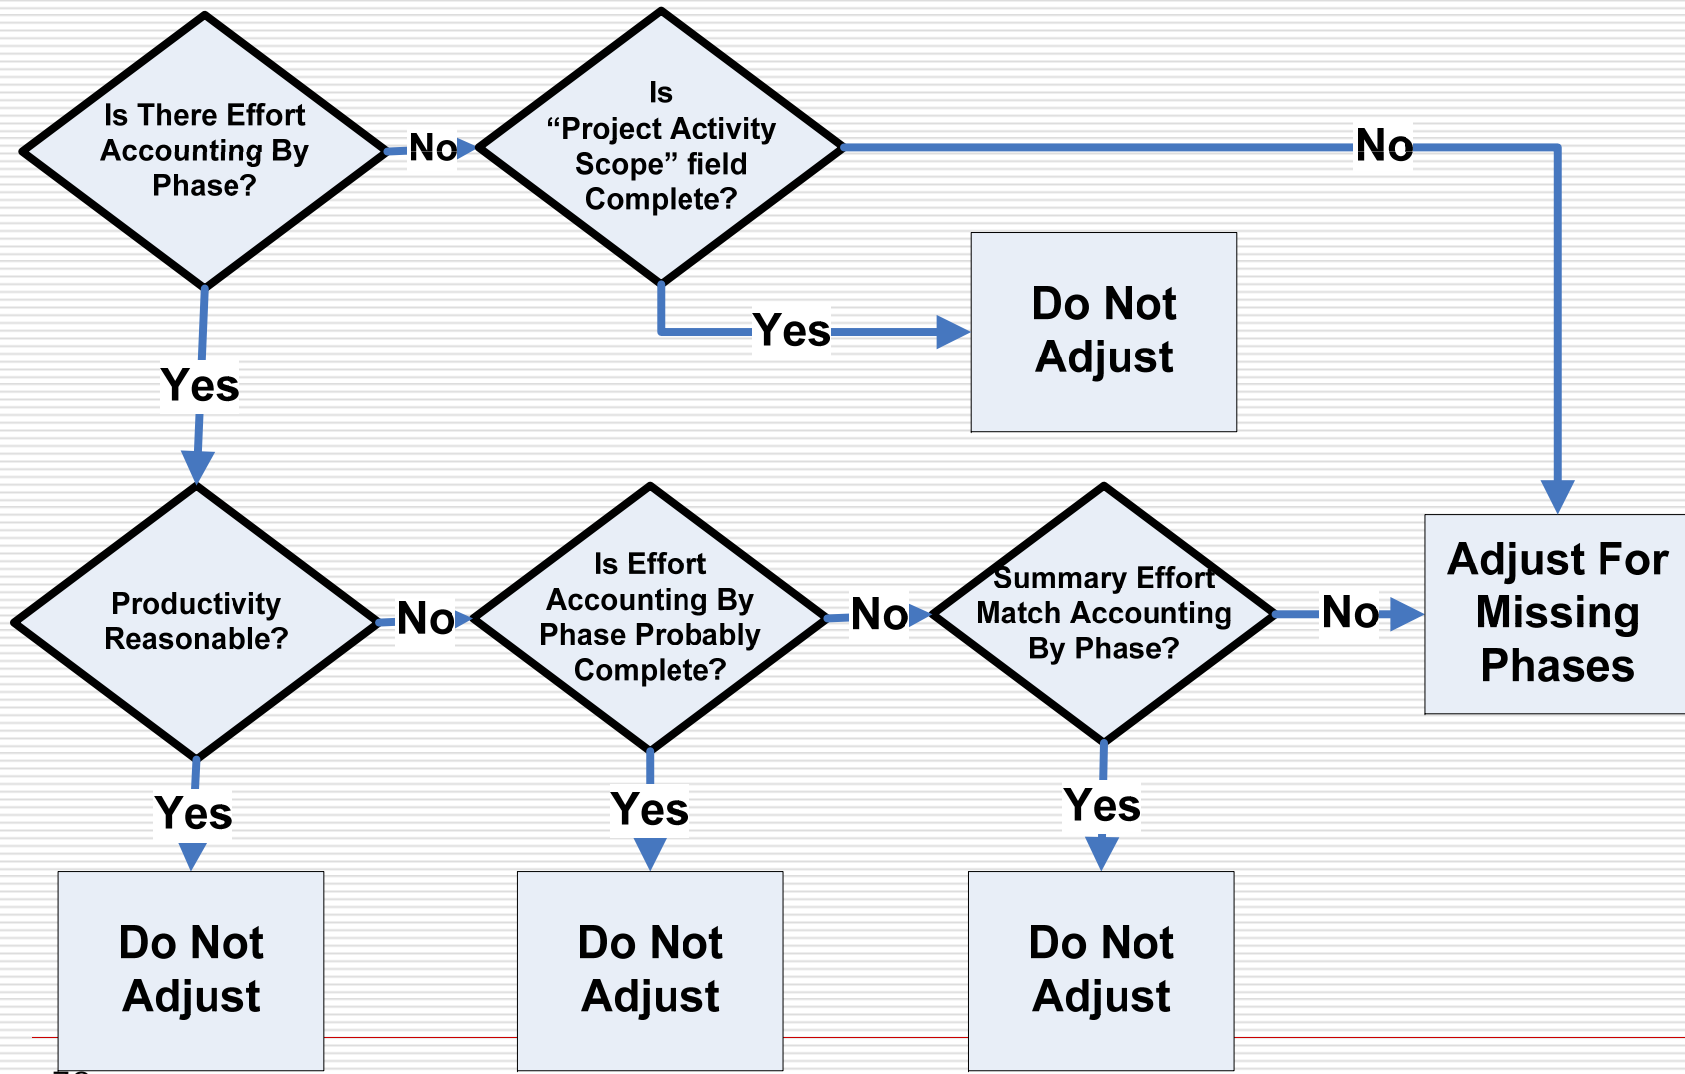 Is There Effort
Accounting By
Phase?
No
Is
“Project Activity
Scope” field
Complete?
No
Yes
Do Not
Adjust
Yes
Productivity
Reasonable?
No
Is Effort
Accounting By
Phase Probably
Complete?
No
Summary Effort
Match Accounting
By Phase?
No
Adjust For
Missing
Phases
Yes
Yes
Yes
Do Not
Adjust
Do Not
Adjust
Do Not
Adjust